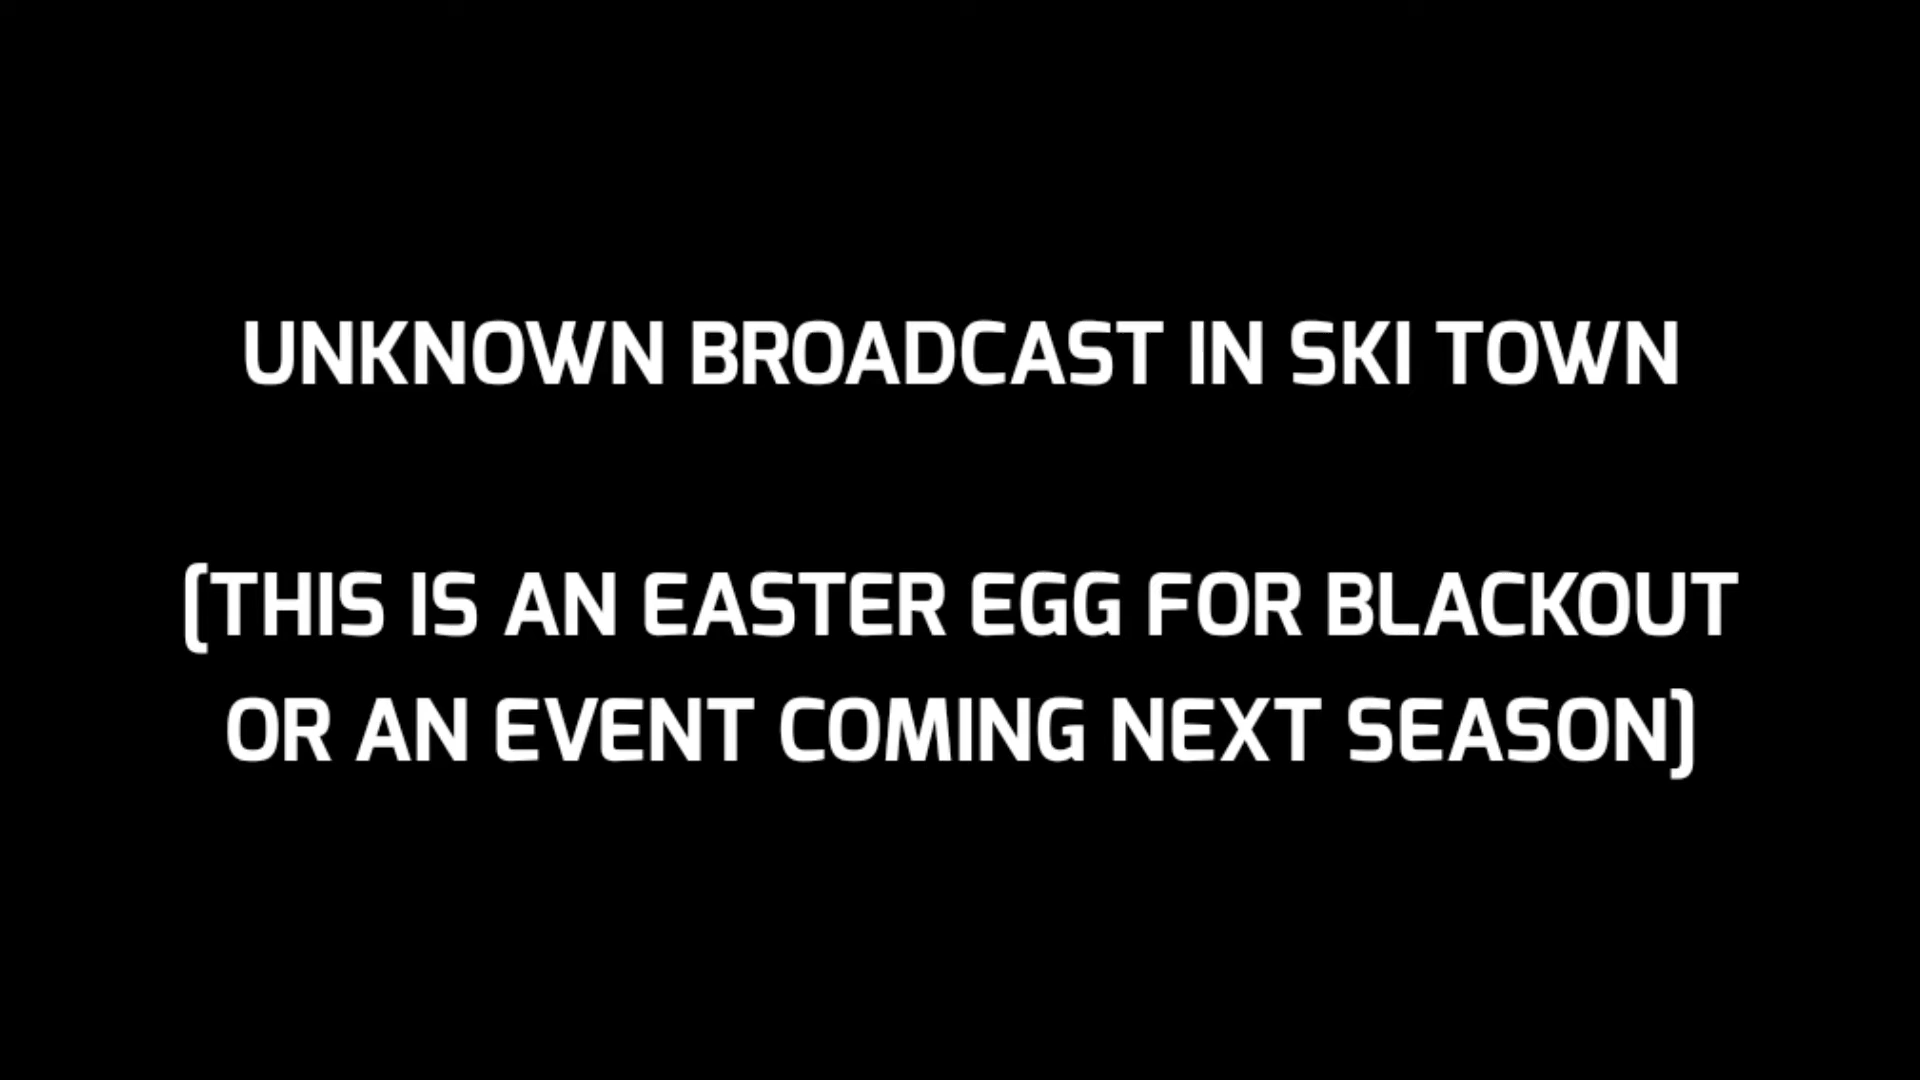 UNKNOWN BROADCAST IN SKI TOWN
(THIS IS AN EASTER EGG FOR BLACKOUT
OR AN EVENT COMING NEXT SEASON)